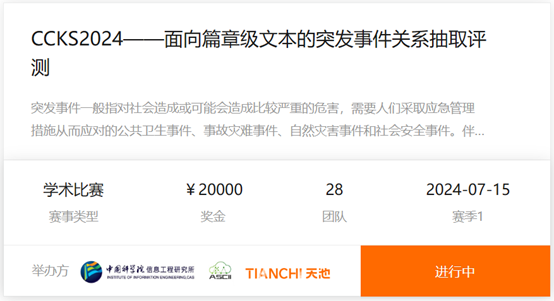 CCKS2024——面向篇章级文本的突发事件关系抽取评
测
突发事件一般指对社会造成或可能会造成比较严重的危害，需要人们采取应急管理
措施从而应对的公共卫生事件、事故灾难事件、自然灾害事件和社会安全事件。伴...
学术比赛 ￥20000 28 2024-07-15
赛事类型 奖金 团队 赛季1
举办方 中国科学院 信息工程研究所 INSTITUTE OF INFORMATION ENGINEERING,CAS ASCII TIANCHI天池 进行中